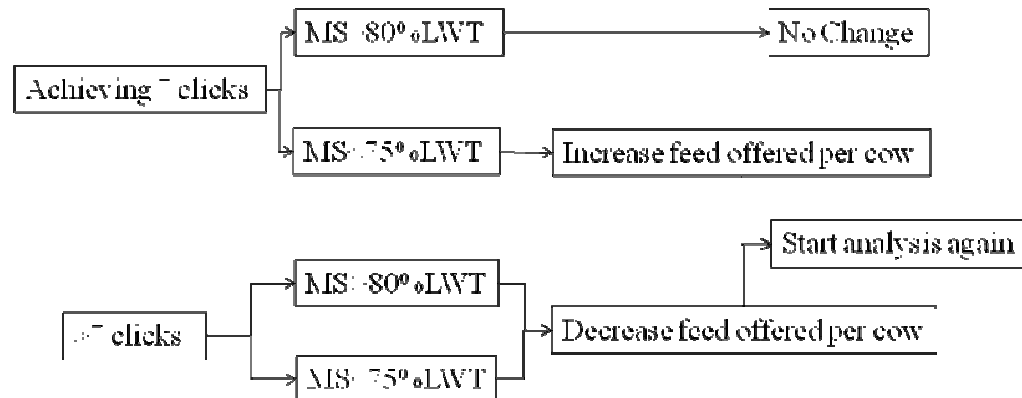 MS 80% LWT
No Change
Achieving clicks
MS 75% LWT
Increase feed offered per cow
Start analysis again
MS 80% LWT
clicks
Decrease feed offered per cow
MS 75% LWT